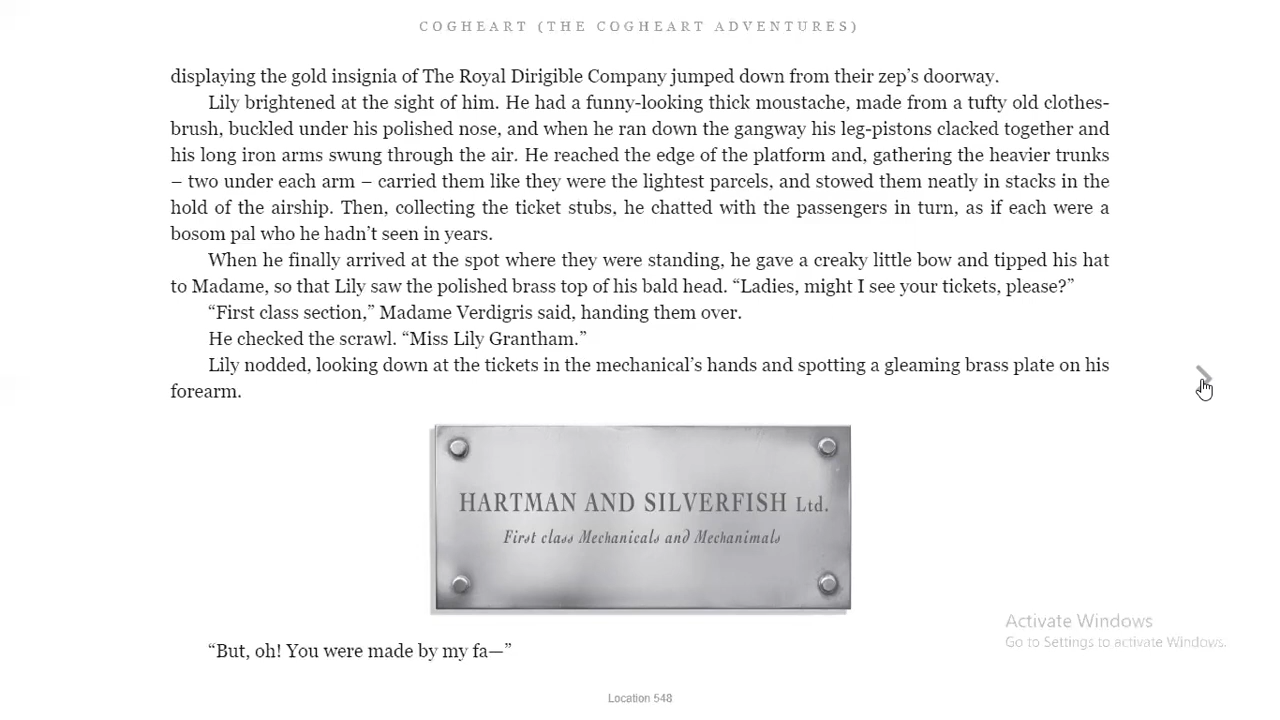 COGHEART (THE COGHEART ADVENTURES)
displaying the gold insignia of The Royal Dirigible Company jumped down from their zep’s doorway.
Lily brightened at the sight of him. He had a funny-looking thick moustache, made from a tufty old clothes-
brush, buckled under his polished nose, and when he ran down the gangway his leg-pistons clacked together and
his long iron arms swung through the air. He reached the edge of the platform and, gathering the heavier trunks
– two under each arm – carried them like they were the lightest parcels, and stowed them neatly in stacks in the
hold of the airship. Then, collecting the ticket stubs, he chatted with the passengers in turn, as if each were a
bosom pal who he hadn’t seen in years.
When he finally arrived at the spot where they were standing, he gave a creaky little bow and tipped his hat
to Madame, so that Lily saw the polished brass top of his bald head. “Ladies, might I see your tickets, please?”
“First class section,” Madame Verdigris said, handing them over.
He checked the scrawl. “Miss Lily Grantham.”
Lily nodded, looking down at the tickets in the mechanical’s hands and spotting a gleaming brass plate on his
forearm.
HARTMAN AND SILVERFISH Ltd.
First class Mechanicals and Mechanimals
“But, oh! You were made by my fa—”
Activate Windows
Go to Settings to activate Windows.
Location 548